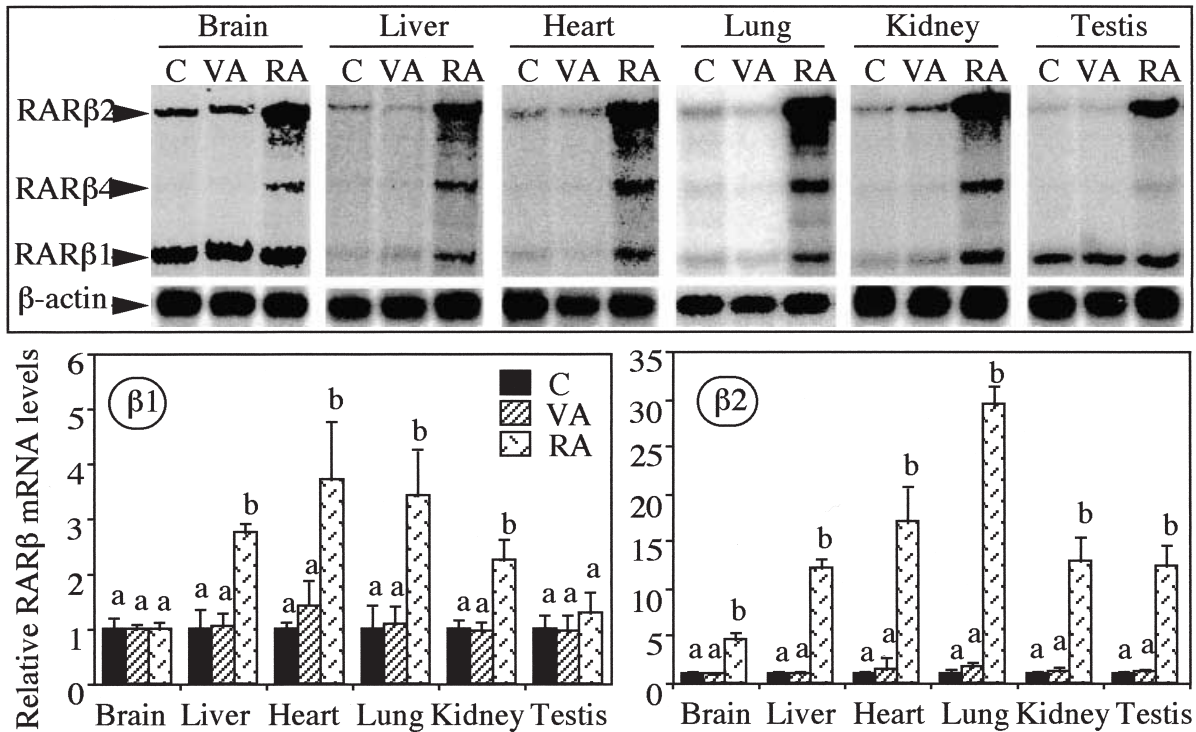 Brain Liver Heart Lung Kidney Testis
C VA RA C VA RA C VA RA C VA RA C VA RA C VA RA
RARβ2
RARβ4
RARβ1
β-actin
Relative RARβ mRNA levels
6
5
4
3
2
1
0
β1
C
VA
RA
a a a a a b a a b a a b a a b a a a
Brain Liver Heart Lung Kidney Testis
35
30
25
20
15
10
5
0
β2
a a b a a b a a b a a b a a b a a b
Brain Liver Heart Lung Kidney Testis